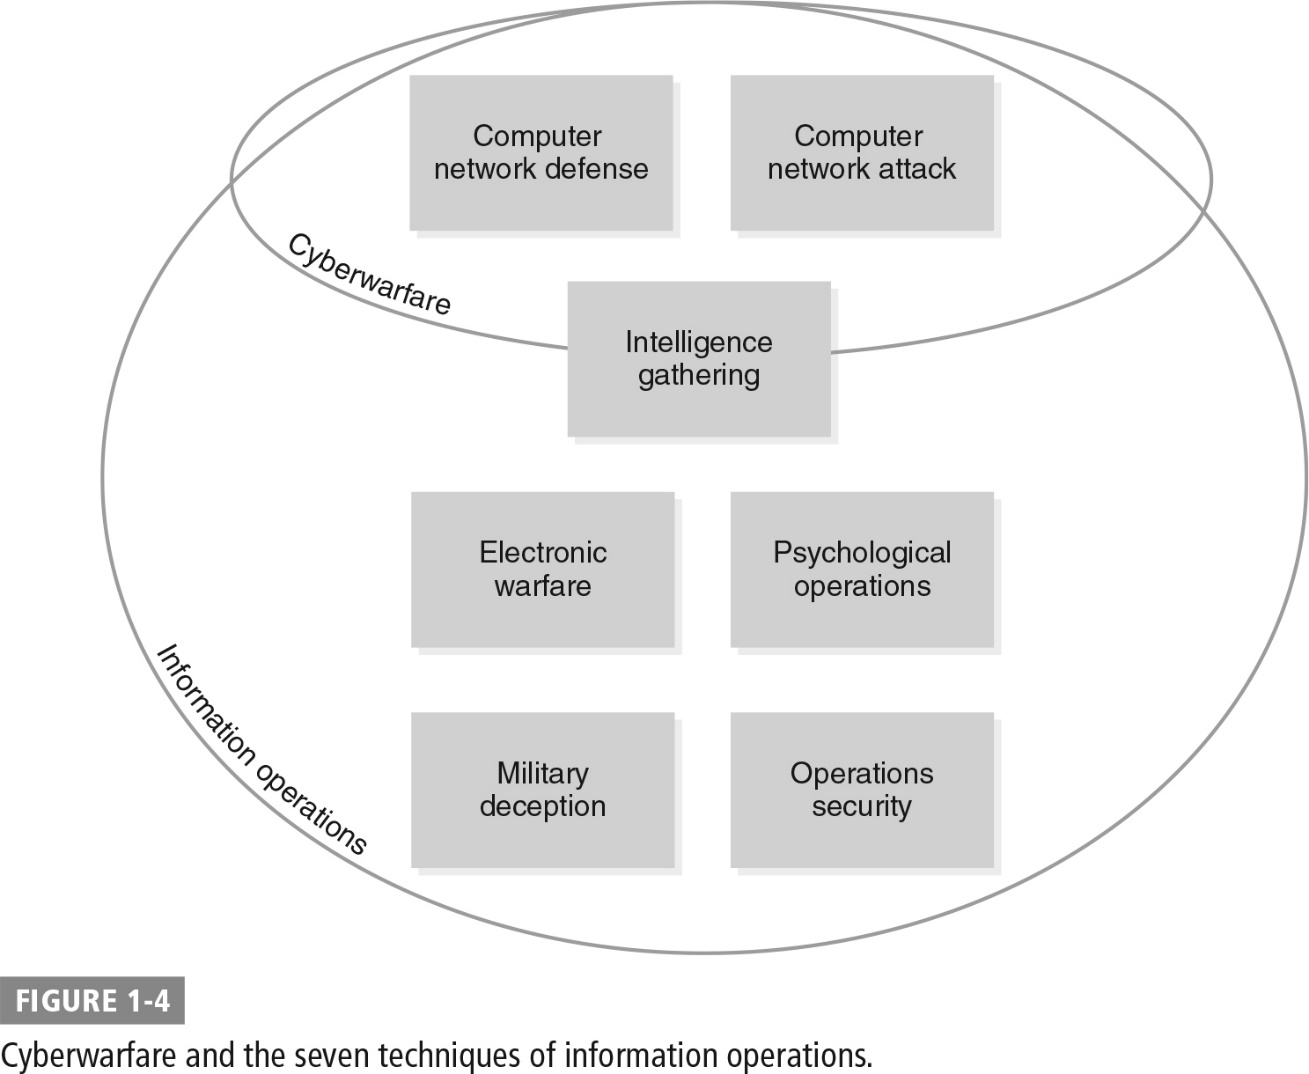 Computer
network defense
Computer
network attack
Cyberwarfare
Intelligence
gathering
Electronic
warfare
Psychological
operations
Information operations
Military
deception
Operations
security
FIGURE 1-4
Cyberwarfare and the seven techniques of information operations.